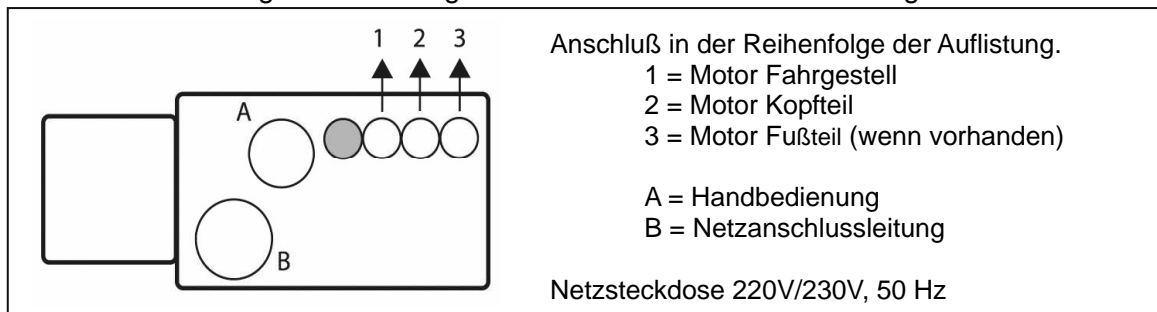 1 2 3
A
B
Anschluß in der Reihenfolge der Auflistung.
1 = Motor Fahrgestell
2 = Motor Kopfteil
3 = Motor Fußteil (wenn vorhanden)
A = Handbedienung
B = Netzanschlussleitung
Netzsteckdose 220V/230V, 50 Hz